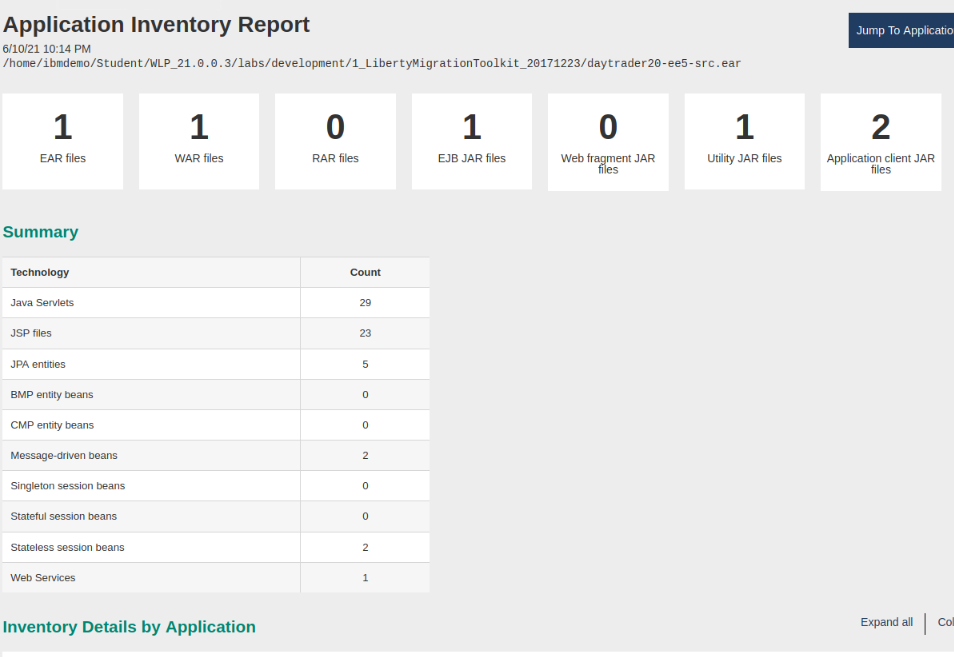 Application Inventory Report
Jump To Applicatio
6/10/21 10:14 PM
/home/ibmdemo/Student/WLP_21.0.0.3/labs/development/1_LibertyMigrationToolkit_20171223/daytrader20-ee5-src.ear
1
EAR files
1
WAR files
0
RAR files
1
EJB JAR files
0
Web fragment JAR
files
1
Utility JAR files
2
Application client JAR
files
Summary
Technology Count
Java Servlets 29
JSP files 23
JPA entities 5
BMP entity beans 0
CMP entity beans 0
Message-driven beans 2
Singleton session beans 0
Stateful session beans 0
Stateless session beans 2
Web Services 1
Inventory Details by Application
Expand all | Col